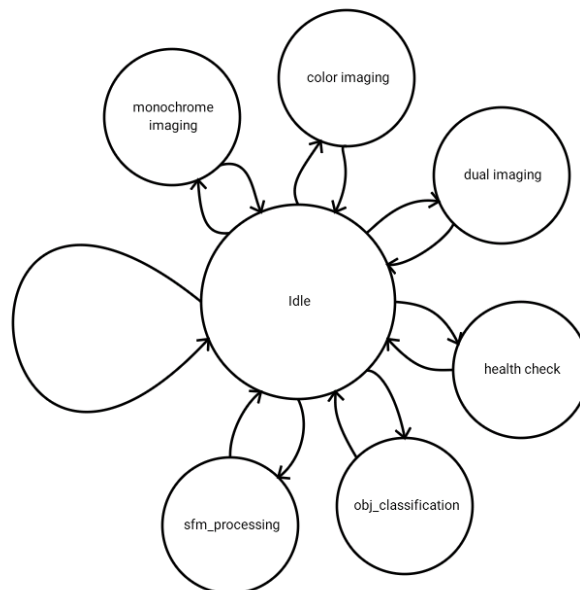 color imaging
monochrome
imaging
dual imaging
Idle
health check
obj_classification
sfm_processing